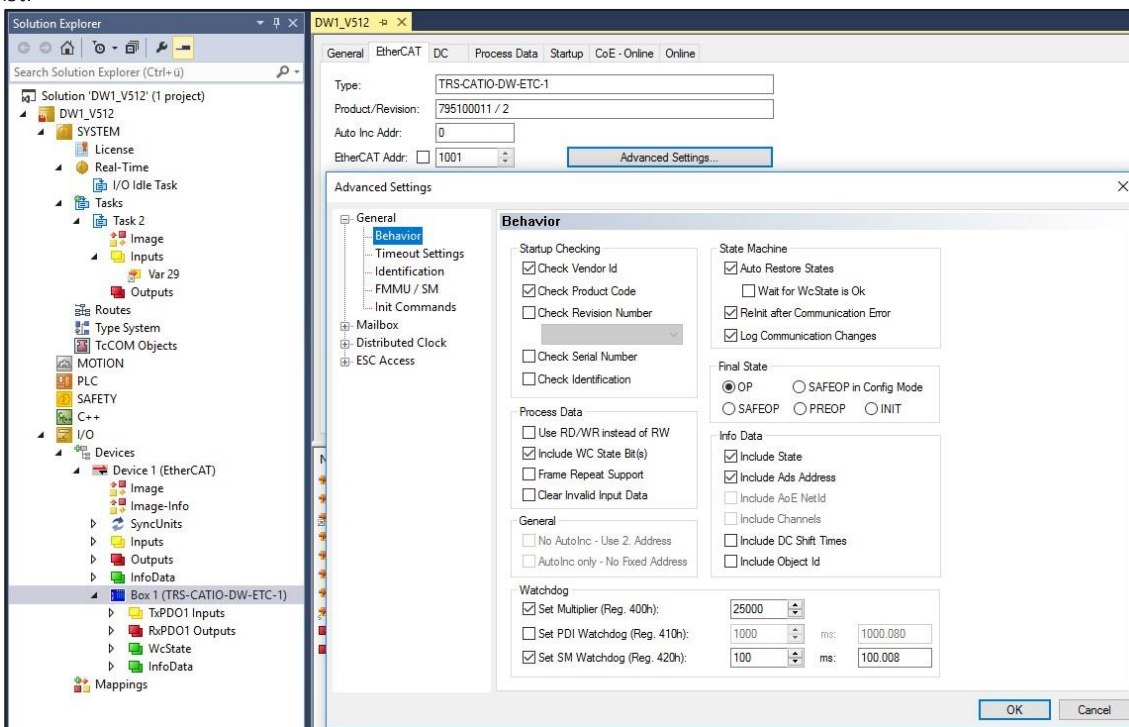 Solution Explorer
Search Solution Explorer (Ctrl+ü)
Solution 'DW1_V512' (1 project)
DW1_V512
SYSTEM
License
Real-Time
I/O Idle Task
Tasks
Task 2
Image
Inputs
Var 29
Outputs
Routes
Type System
TcCOM Objects
MOTION
PLC
SAFETY
C++
I/O
Devices
Device 1 (EtherCAT)
Image
Image-Info
SyncUnits
Inputs
Outputs
InfoData
Box 1 (TRS-CATIO-DW-ETC-1)
TxPDO1 Inputs
RxPDO1 Outputs
WcState
InfoData
Mappings
DW1_V512
General EtherCAT DC Process Data Startup CoE - Online Online
Type: TRS-CATIO-DW-ETC-1
Product/Revision: 795100011 / 2
Auto Inc Addr: 0
EtherCAT Addr: 1001 Advanced Settings...
Advanced Settings
General
Behavior
Timeout Settings
Identification
FMMU / SM
Init Commands
Mailbox
Distributed Clock
ESC Access
Behavior
Startup Checking
Check Vendor Id
Check Product Code
Check Revision Number
Check Serial Number
Check Identification
Process Data
Use RD/WR instead of RW
Include WC State Bit(s)
Frame Repeat Support
Clear Invalid Input Data
General
No AutoInc - Use 2. Address
AutoInc only - No Fixed Address
State Machine
Auto Restore States
Wait for WcState is Ok
ReInit after Communication Error
Log Communication Changes
Final State
OP SAFEOP in Config Mode
SAFEOP PREOP INIT
Info Data
Include State
Include Ads Address
Include AoE NetId
Include Channels
Include DC Shift Times
Include Object Id
Watchdog
Set Multiplier (Reg. 400h): 25000
Set PDI Watchdog (Reg. 410h): 1000 ms: 1000.080
Set SM Watchdog (Reg. 420h): 100 ms: 100.008
OK Cancel